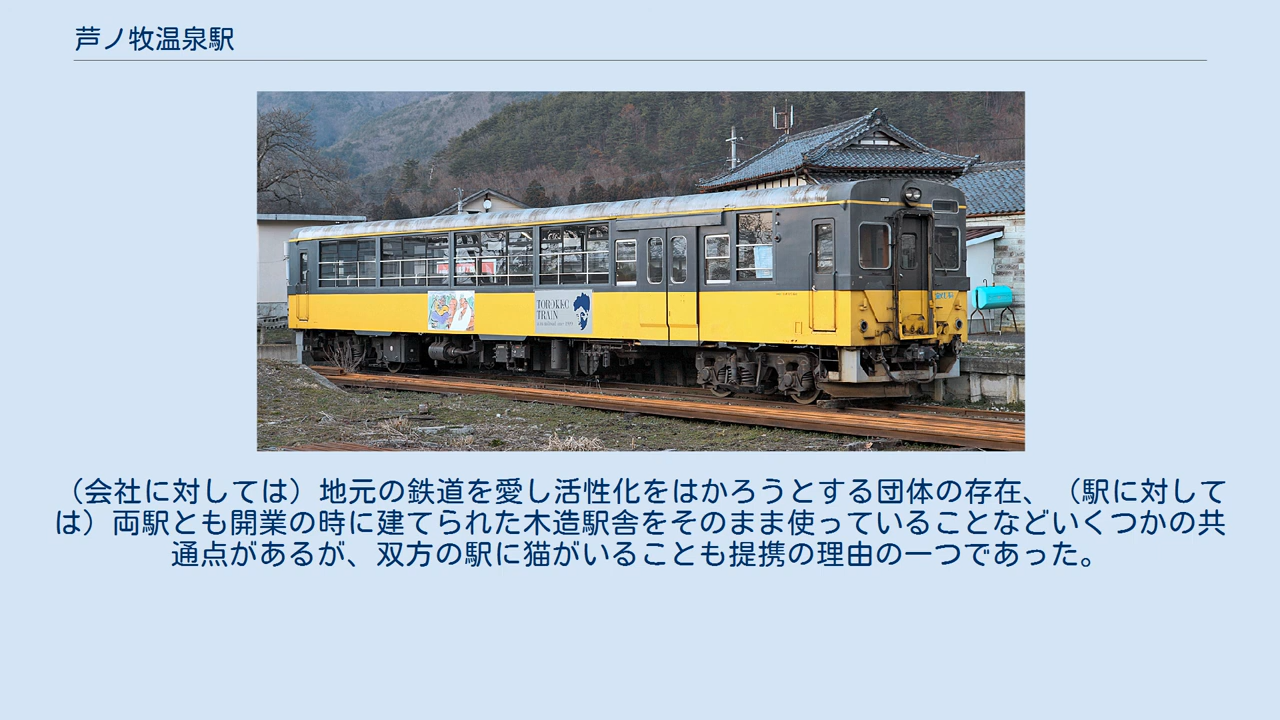 芦ノ牧温泉駅
TOROKKO
TRAIN
（会社に対しては）地元の鉄道を愛し活性化をはかろうとする団体の存在、（駅に対して
は）両駅とも開業の時に建てられた木造駅舎をそのまま使っていることなどいくつかの共
通点があるが、双方の駅に猫がいることも提携の理由の一つであった。